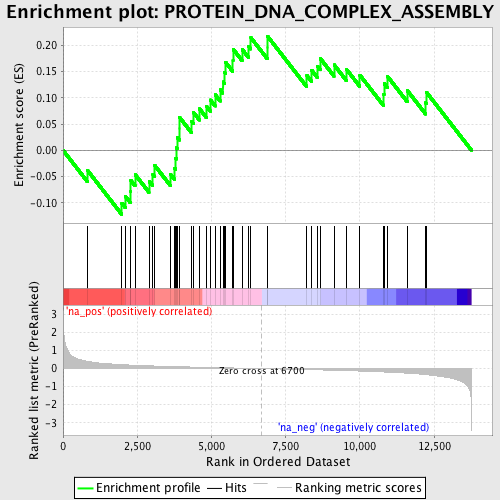 Enrichment plot: PROTEIN_DNA_COMPLEX_ASSEMBLY
Enrichment score (ES)
0.20
0.15
0.10
0.05
0.00
-0.05
-0.10
'na_pos' (positively correlated)
Ranked list metric (PreRanked)
3
2
1
0
-1
-2
-3
Zero cross at 6700
'na_neg' (negatively correlated)
0
2,500
5,000
7,500
10,000
12,500
Rank in Ordered Dataset
Enrichment profile
Hits
Ranking metric scores